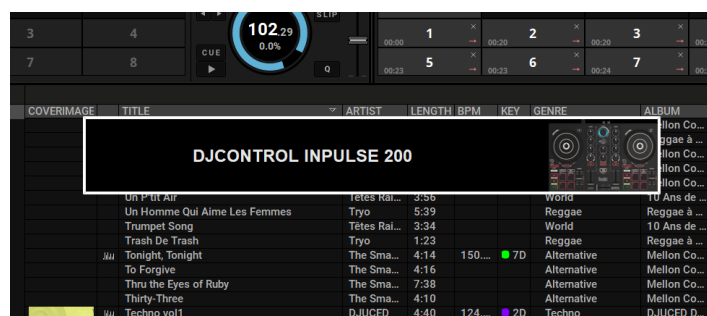 SLIP
3 4
102.29
0.0%
00:00 1 × → 00:20 2 × → 00:20 3 × →
CUE
7 8
Q
00:23 5 × → 00:23 6 × → 00:24 7 × →
COVERIMAGE TITLE ARTIST LENGTH BPM KEY GENRE ALBUM
Mellon Co...
Reggae à ...
Mellon Co...
DJCONTROL INPULSE 200
Mellon Co...
Mellon Co...
Un P'tit Air Têtes Rai... 3:56 World 10 Ans de ...
Un Homme Qui Aime Les Femmes Tryo 5:39 Reggae Reggae à ...
Trumpet Song Têtes Rai... 3:34 World 10 Ans de ...
Trash De Trash Tryo 1:23 Reggae Reggae à ...
Tonight, Tonight The Sma... 4:14 150.... 7D Alternative Mellon Co...
To Forgive The Sma... 4:16 Alternative Mellon Co...
Thru the Eyes of Ruby The Sma... 7:38 Alternative Mellon Co...
Thirty-Three The Sma... 4:10 Alternative Mellon Co...
Techno vol1 DJUCED 4:40 124.... 2D Techno DJUCED D...